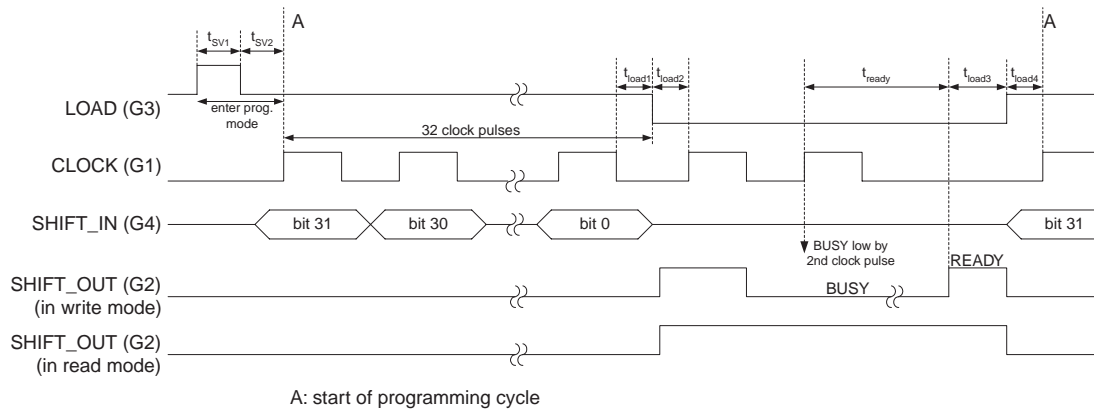 A
A
tSV1
tSV2
tload1
tload2
tready
tload3
tload4
LOAD (G3)
enter prog.
mode
32 clock pulses
CLOCK (G1)
SHIFT_IN (G4)
bit 31
bit 30
bit 0
bit 31
BUSY low by
2nd clock pulse
READY
SHIFT_OUT (G2)
(in write mode)
BUSY
SHIFT_OUT (G2)
(in read mode)
A: start of programming cycle